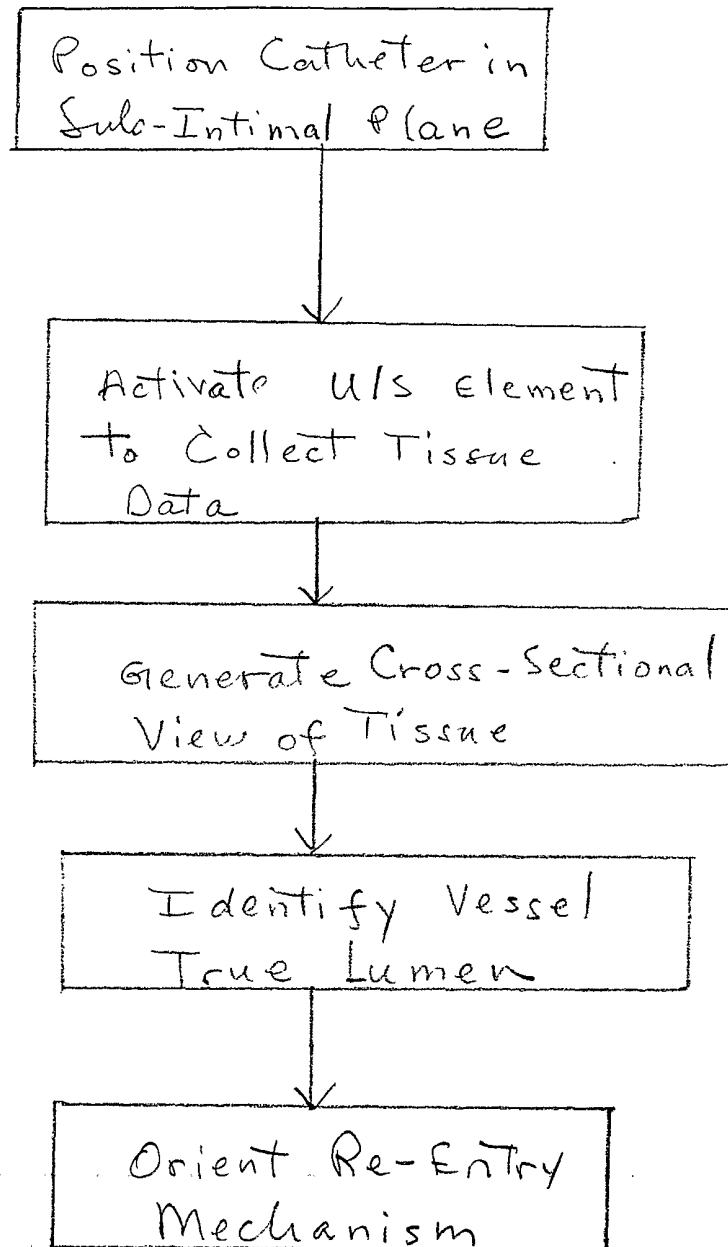 Position Catheter in
Sub-Intimal Plane
Activate U/S Element
to Collect Tissue
Data
Generate Cross-Sectional
View of Tissue
Identify Vessel
True Lumen
Orient Re-Entry
Mechanism